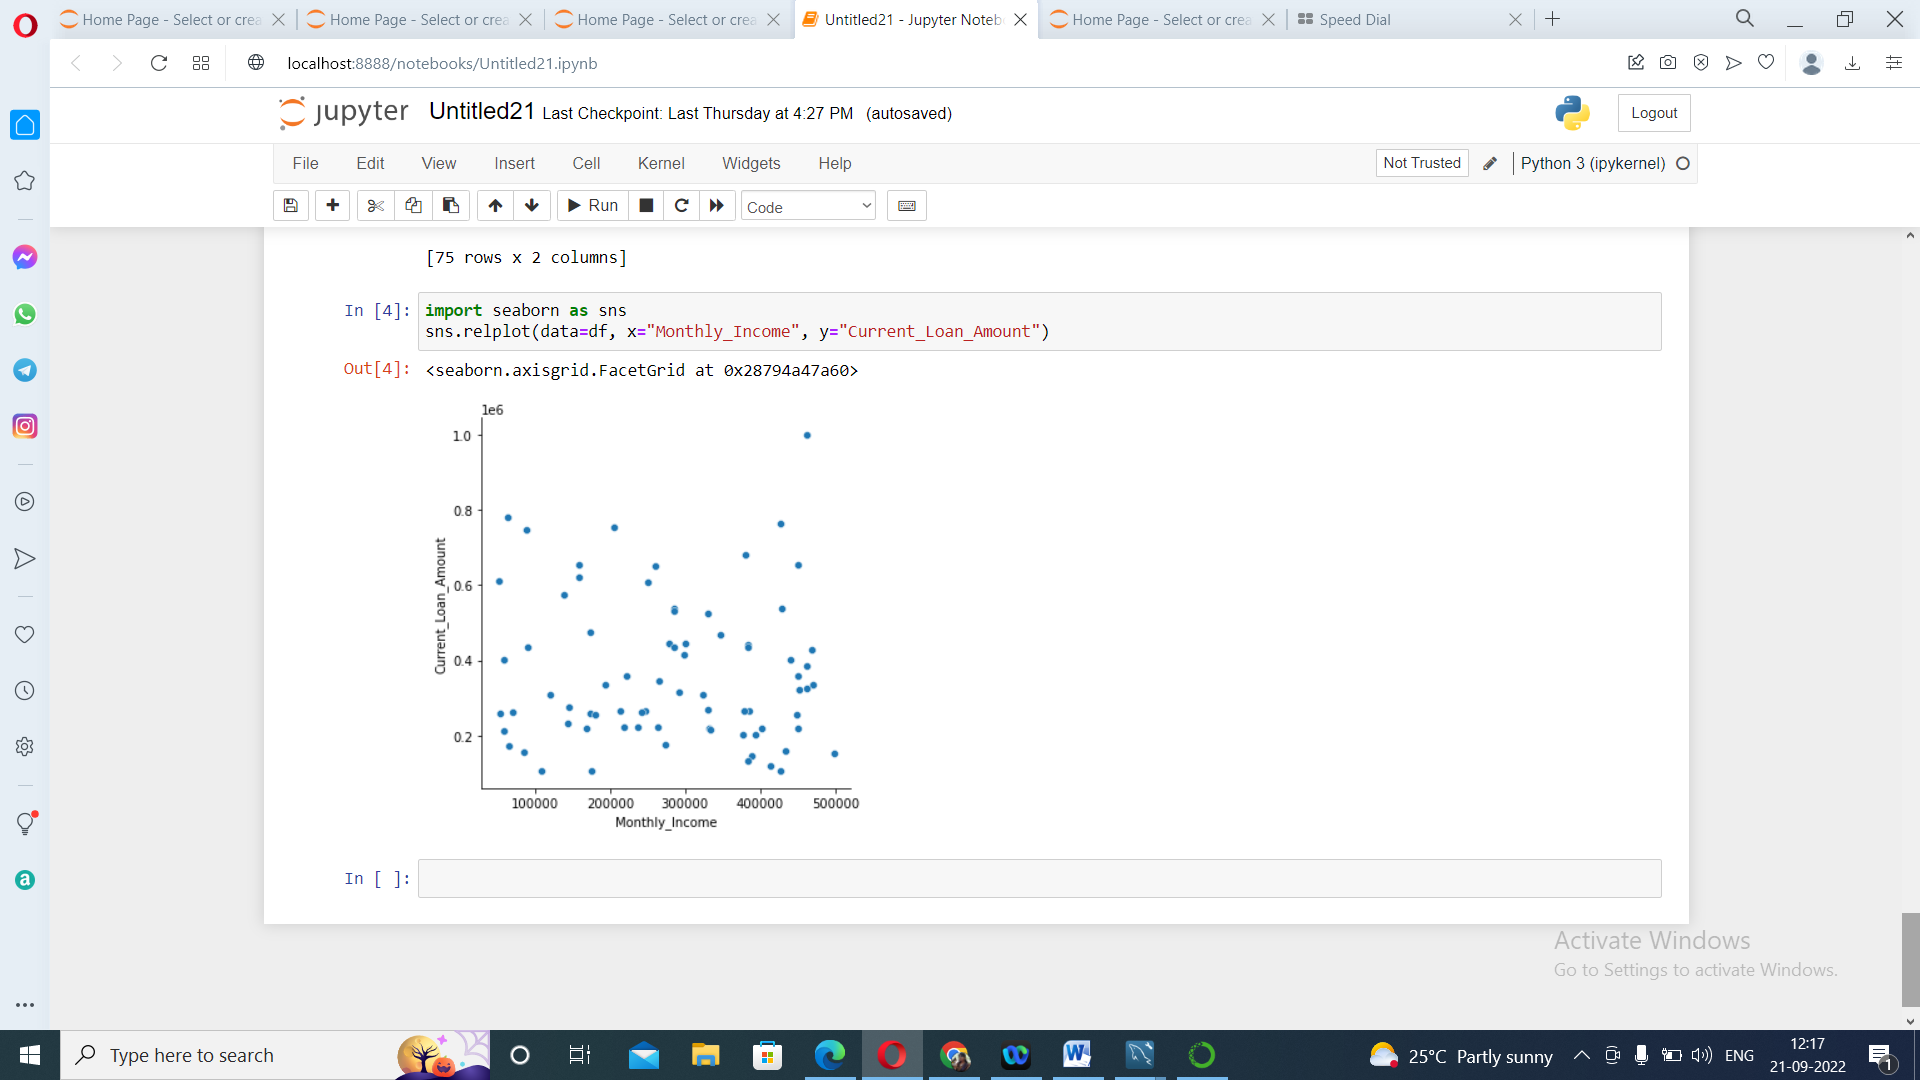 Home Page - Select or crea
Home Page - Select or crea
Home Page - Select or crea
Untitled21 - Jupyter Noteb
Home Page - Select or crea
Speed Dial
localhost:8888/notebooks/Untitled21.ipynb
jupyter Untitled21 Last Checkpoint: Last Thursday at 4:27 PM (autosaved)
Logout
File Edit View Insert Cell Kernel Widgets Help
Not Trusted
Python 3 (ipykernel)
Run
Code
[75 rows x 2 columns]
In [4]: import seaborn as sns
sns.relplot(data=df, x="Monthly_Income", y="Current_Loan_Amount")
Out[4]: <seaborn.axisgrid.FacetGrid at 0x28794a47a60>
1e6
1.0
0.8
0.6
0.4
0.2
Current_Loan_Amount
100000 200000 300000 400000 500000
Monthly_Income
In [ ]:
Activate Windows
Go to Settings to activate Windows.
Type here to search
25°C Partly sunny
ENG
12:17
21-09-2022
1